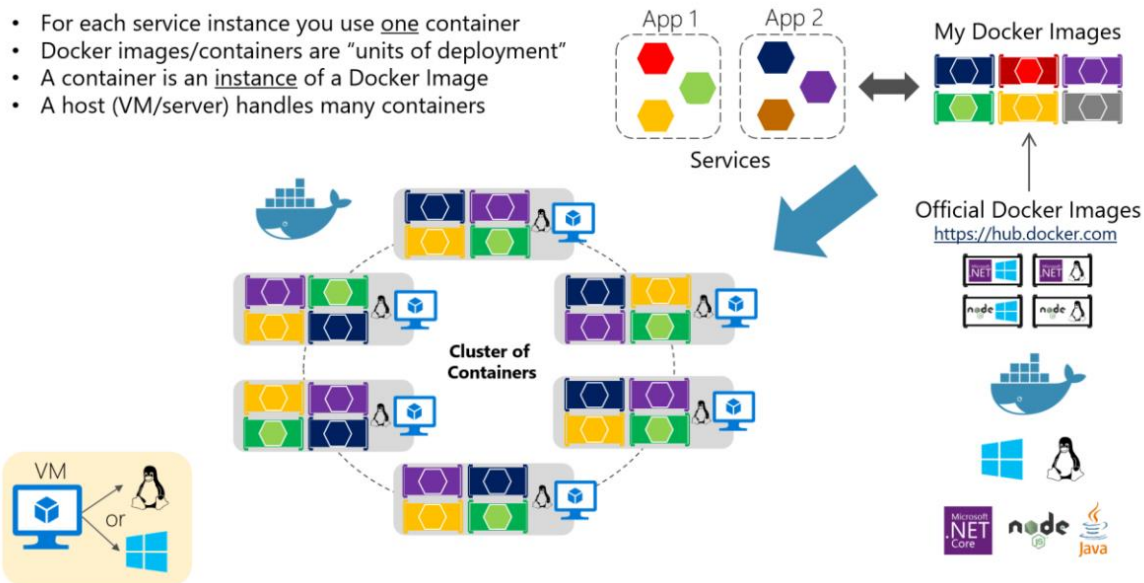 • For each service instance you use one container
• Docker images/containers are “units of deployment”
• A container is an instance of a Docker Image
• A host (VM/server) handles many containers
App 1
App 2
Services
My Docker Images
Official Docker Images
https://hub.docker.com
Microsoft
.NET
Microsoft
.NET
node
node
Cluster of
Containers
VM
or
Microsoft
.NET
Core
node
JS
Java